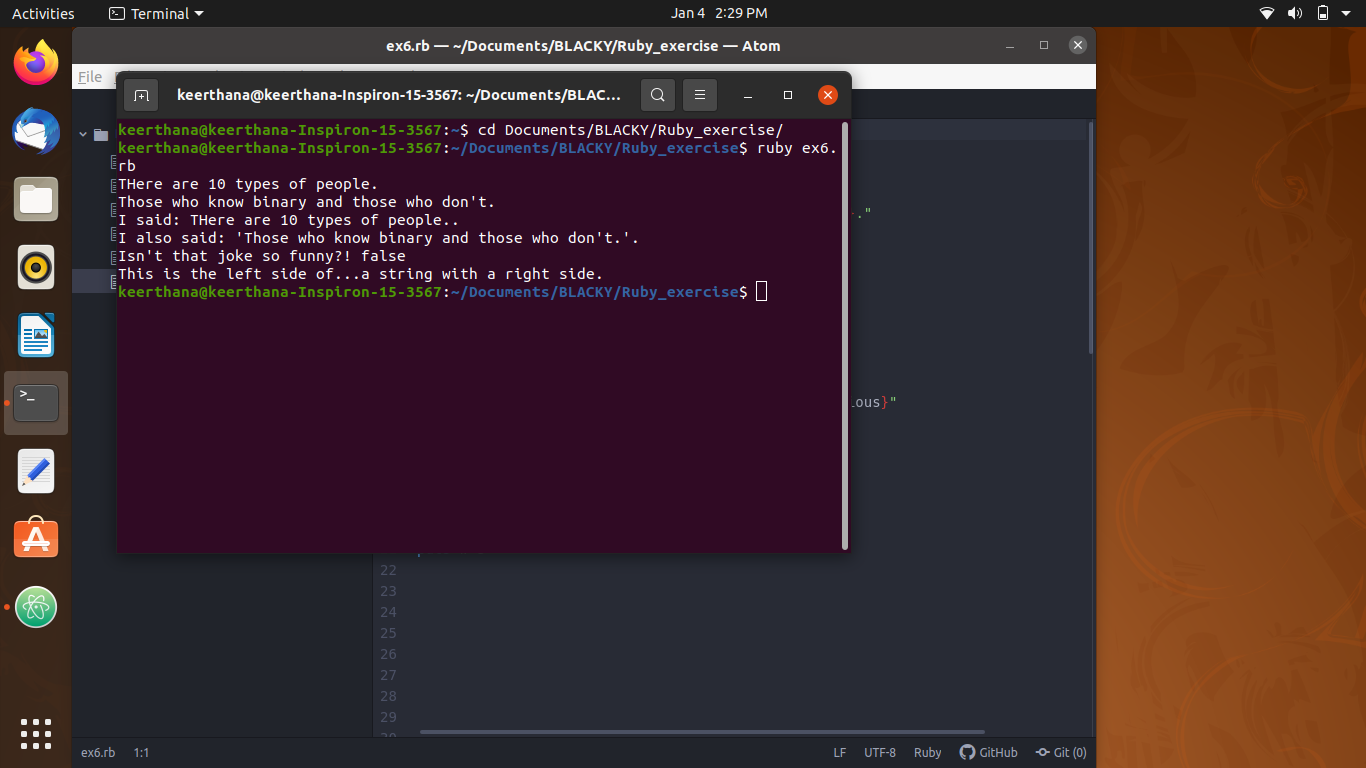 Activities
Terminal
Jan 4 2:29 PM
ex6.rb — ~/Documents/BLACKY/Ruby_exercise — Atom
File
keerthana@keerthana-Inspiron-15-3567: ~/Documents/BLAC...
keerthana@keerthana-Inspiron-15-3567:~$ cd Documents/BLACKY/Ruby_exercise/
keerthana@keerthana-Inspiron-15-3567:~/Documents/BLACKY/Ruby_exercise$ ruby ex6.
rb
THere are 10 types of people.
Those who know binary and those who don't.
I said: THere are 10 types of people..
I also said: 'Those who know binary and those who don't.'.
Isn't that joke so funny?! false
This is the left side of...a string with a right side.
keerthana@keerthana-Inspiron-15-3567:~/Documents/BLACKY/Ruby_exercise$
."
ious}"
22
23
24
25
26
27
28
29
ex6.rb 1:1 LF UTF-8 Ruby GitHub Git (0)